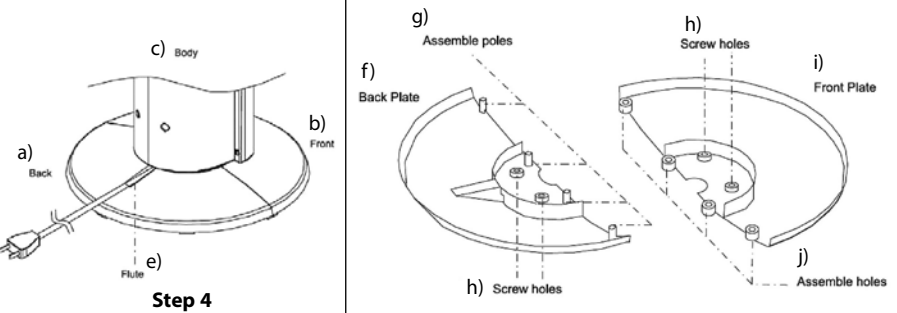 c) Body
b) Front
a) Back
e) Flute
Step 4
g) Assemble poles
f) Back Plate
h) Screw holes
h) Screw holes
i) Front Plate
j) Assemble holes